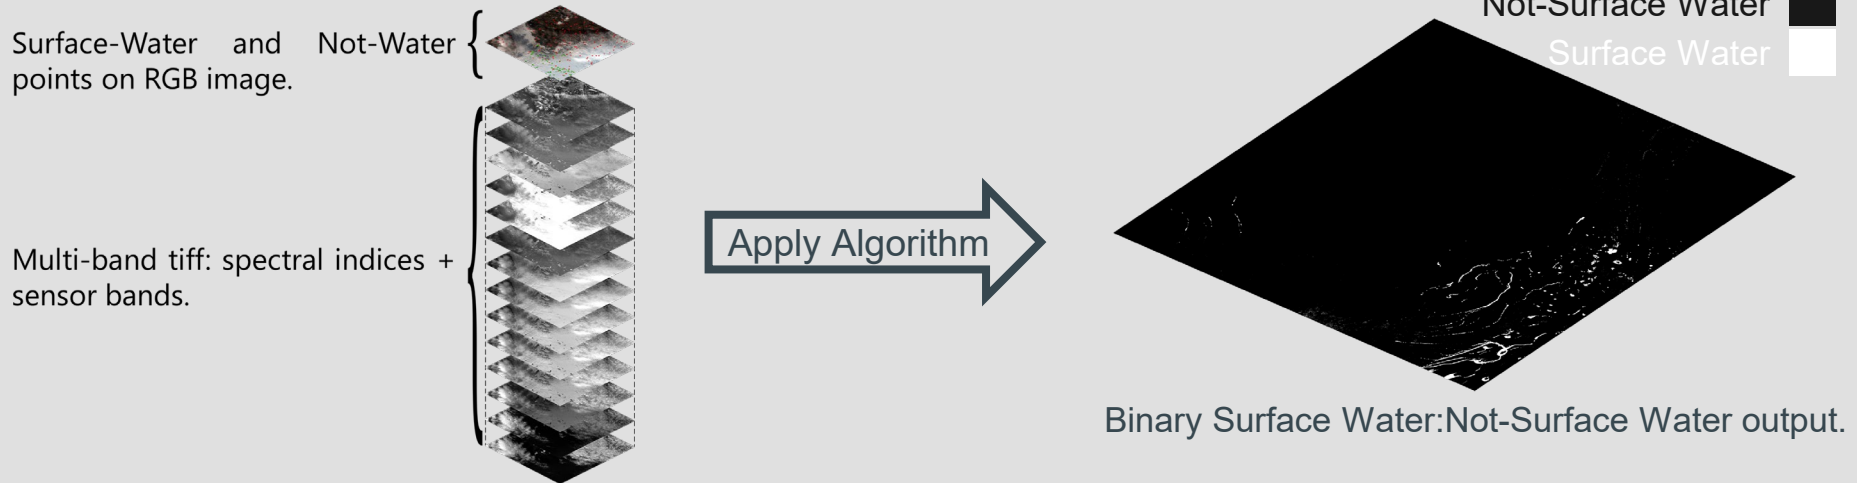 Not-Surface Water
Surface Water
Surface-Water and Not-Water
points on RGB image.
Multi-band tiff: spectral indices +
sensor bands.
Apply Algorithm
Binary Surface Water:Not-Surface Water output.